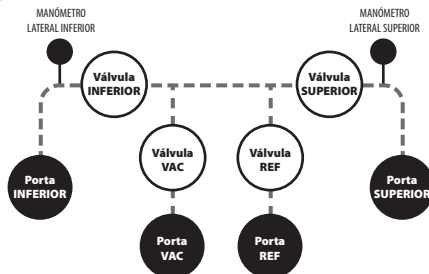 MANÓMETRO
LATERAL INFERIOR
MANÓMETRO
LATERAL SUPERIOR
Válvula
INFERIOR
Válvula
SUPERIOR
Válvula
VAC
Válvula
REF
Porta
INFERIOR
Porta
SUPERIOR
Porta
VAC
Porta
REF